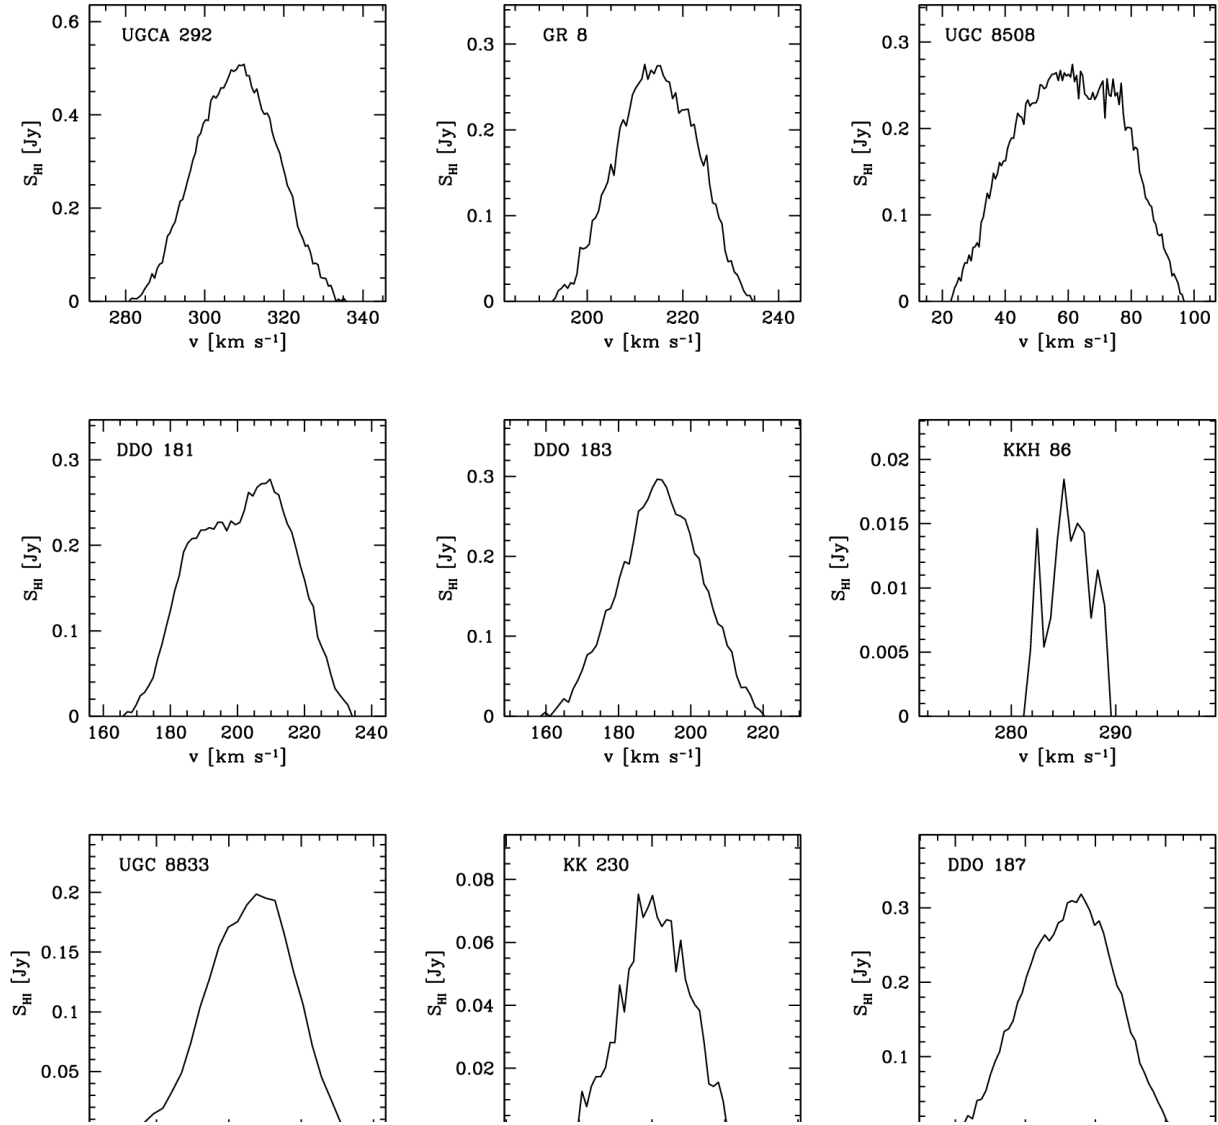 UGCA 292
S_HI [Jy]
0.6
0.4
0.2
0
280 300 320 340
v [km s⁻¹]
GR 8
S_HI [Jy]
0.3
0.2
0.1
0
200 220 240
v [km s⁻¹]
UGC 8508
S_HI [Jy]
0.3
0.2
0.1
0
20 40 60 80 100
v [km s⁻¹]
DDO 181
S_HI [Jy]
0.3
0.2
0.1
0
160 180 200 220 240
v [km s⁻¹]
DDO 183
S_HI [Jy]
0.3
0.2
0.1
0
160 180 200 220
v [km s⁻¹]
KKH 86
S_HI [Jy]
0.02
0.015
0.01
0.005
0
280 290
v [km s⁻¹]
UGC 8833
S_HI [Jy]
0.2
0.15
0.1
0.05
KK 230
S_HI [Jy]
0.08
0.06
0.04
0.02
DDO 187
S_HI [Jy]
0.3
0.2
0.1